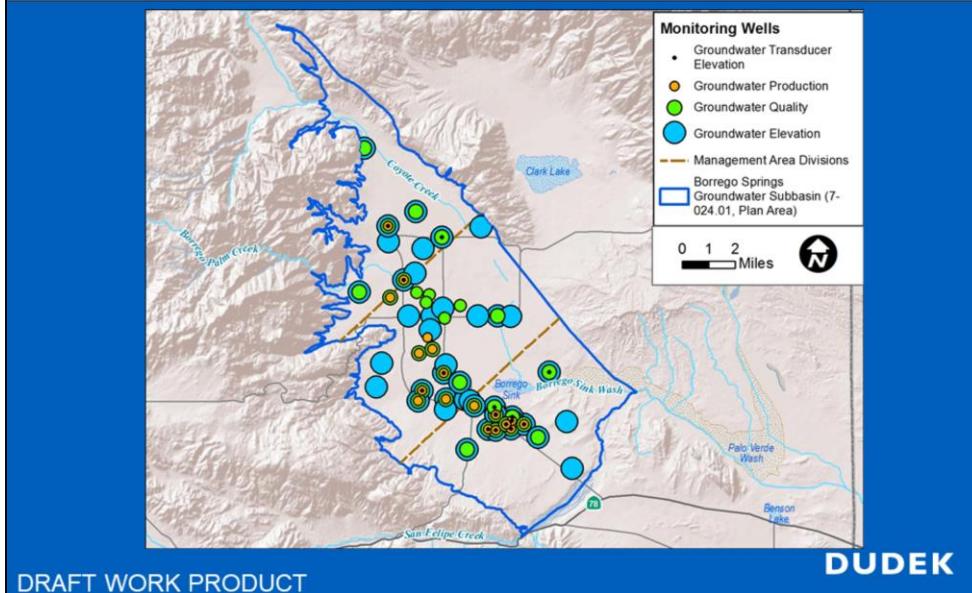 Monitoring Wells
Groundwater Transducer
Elevation
Groundwater Production
Groundwater Quality
Groundwater Elevation
Management Area Divisions
Borrego Springs
Groundwater Subbasin (7-
024.01, Plan Area)
0 1 2
Miles
N
Clark Lake
Coyote Creek
Borrego Palm Creek
Borrego
Sink
Borrego Sink Wash
Palo Verde
Wash
78
Benson
Lake
San Felipe Creek
DUDEK
DRAFT WORK PRODUCT